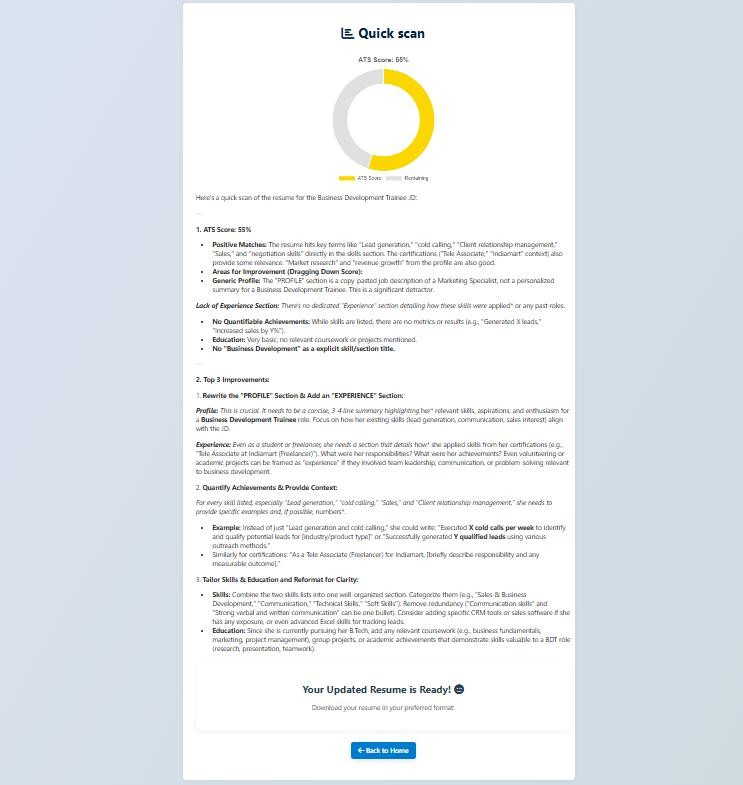 Quick scan
ATS Score: 55%
ATS Score Remaining
Here's a quick scan of the resume for the Business Development Trainee JD:
---
1. ATS Score: 55%
• Positive Matches: The resume hits key terms like "Lead generation," "cold calling," "Client relationship management,"
"Sales," and "negotiation skills" directly in the skills section. The certifications ("Tele Associate," "Indiamart" context) also
provide some relevance. "Market research" and "revenue growth" from the profile are also good.
• Areas for Improvement (Dragging Down Score):
• Generic Profile: The "PROFILE" section is a copy-pasted job description of a Marketing Specialist, not a personalized
summary for a Business Development Trainee. This is a significant detractor.
Lack of Experience Section: There's no dedicated "Experience" section detailing how these skills were applied* or any past roles.
• No Quantifiable Achievements: While skills are listed, there are no metrics or results (e.g., "Generated X leads,"
"increased sales by Y%").
• Education: Very basic, no relevant coursework or projects mentioned.
• No "Business Development" as a explicit skill/section title.
---
2. Top 3 Improvements:
1. Rewrite the "PROFILE" Section & Add an "EXPERIENCE" Section:
Profile: This is crucial. It needs to be a concise, 3-4 line summary highlighting her* relevant skills, aspirations, and enthusiasm for
a Business Development Trainee role. Focus on how her existing skills (lead generation, communication, sales interest) align
with the JD.
Experience: Even as a student or freelancer, she needs a section that details how* she applied skills from her certifications (e.g.,
"Tele Associate at Indiamart (Freelancer)"). What were her responsibilities? What were her achievements? Even volunteering or
academic projects can be framed as "experience" if they involved team leadership, communication, or problem-solving relevant
to business development.
2. Quantify Achievements & Provide Context:
For every skill listed, especially "Lead generation," "cold calling," "Sales," and "Client relationship management," she needs to
provide specific examples and, if possible, numbers*.
• Example: Instead of just "Lead generation and cold calling," she could write: "Executed X cold calls per week to identify
and qualify potential leads for [industry/product type]" or "Successfully generated Y qualified leads using various
outreach methods."
• Similarly for certifications: "As a Tele Associate (Freelancer) for Indiamart, [briefly describe responsibility and any
measurable outcome]."
3. Tailor Skills & Education and Reformat for Clarity:
• Skills: Combine the two skills lists into one well-organized section. Categorize them (e.g., "Sales & Business
Development," "Communication," "Technical Skills," "Soft Skills"). Remove redundancy ("Communication skills" and
"Strong verbal and written communication" can be one bullet). Consider adding specific CRM tools or sales software if she
has any exposure, or even advanced Excel skills for tracking leads.
• Education: Since she is currently pursuing her B.Tech, add any relevant coursework (e.g., business fundamentals,
marketing, project management), group projects, or academic achievements that demonstrate skills valuable to a BDT role
(research, presentation, teamwork).
Your Updated Resume is Ready!
Download your resume in your preferred format:
Back to Home